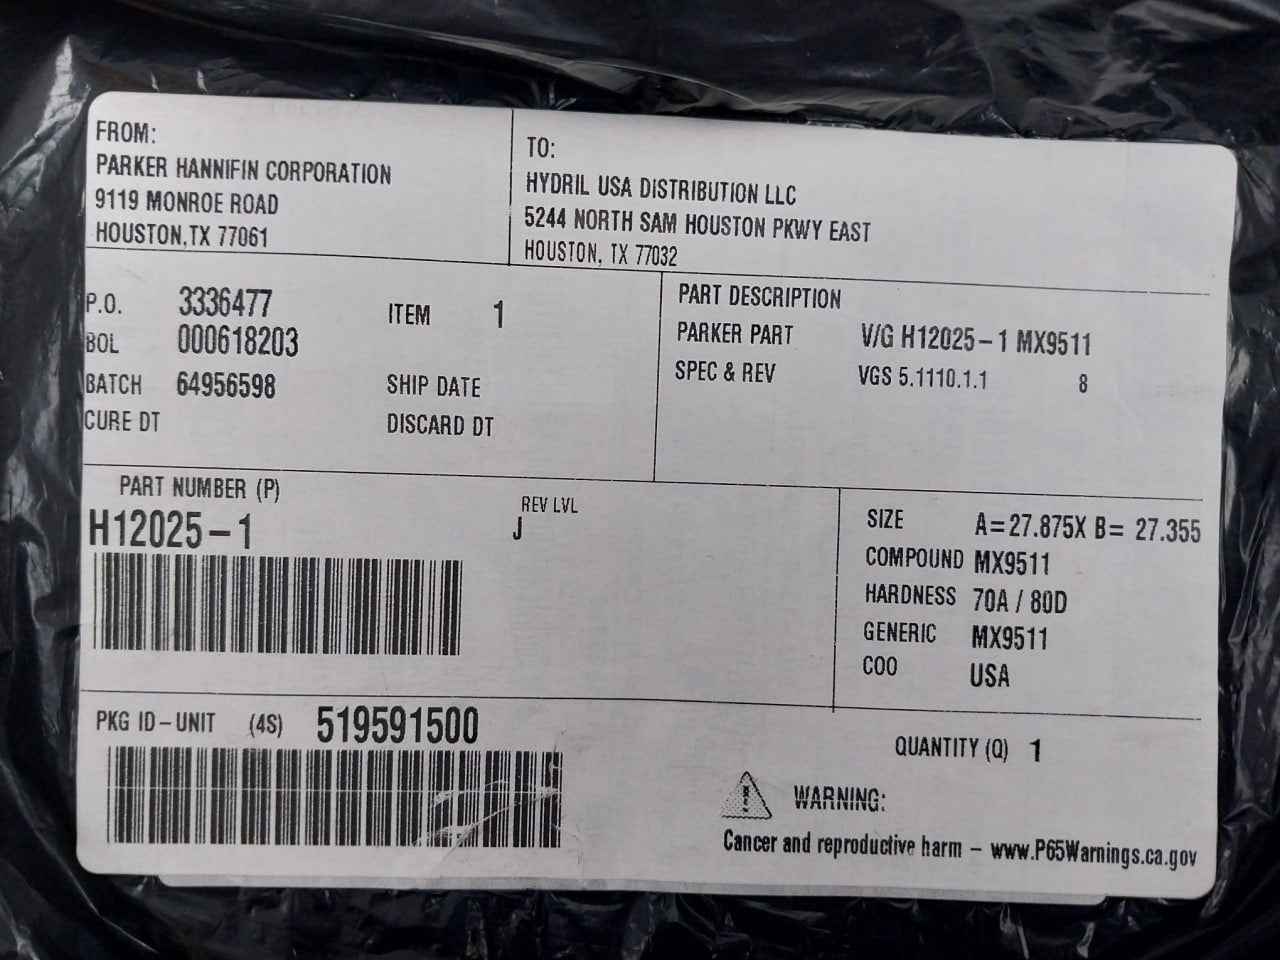 FROM:
PARKER HANNIFIN CORPORATION
9119 MONROE ROAD
HOUSTON,TX 77061
TO:
HYDRIL USA DISTRIBUTION LLC
5244 NORTH SAM HOUSTON PKWY EAST
HOUSTON, TX 77032
P.O. 3336477 ITEM 1
BOL 000618203
BATCH 64956598 SHIP DATE
CURE DT DISCARD DT
PART DESCRIPTION
PARKER PART V/G H12025-1 MX9511
SPEC & REV VGS 5.1110.1.1 8
PART NUMBER (P)
H12025-1
REV LVL
J
SIZE A=27.875X B= 27.355
COMPOUND MX9511
HARDNESS 70A / 80D
GENERIC MX9511
COO USA
PKG ID-UNIT (4S) 519591500
QUANTITY (Q) 1
WARNING:
Cancer and reproductive harm - www.P65Warnings.ca.gov